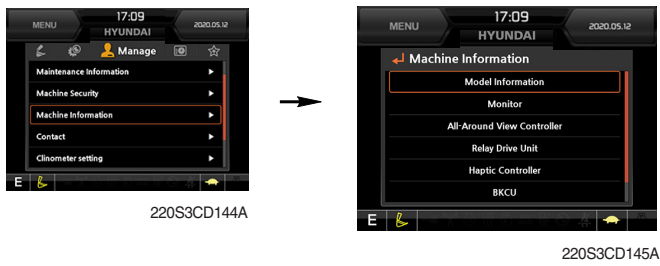 MENU
17:09
HYUNDAI
2020.05.12
Manage
Maintenance Information
Machine Security
Machine Information
Contact
Clinometer setting
E
220S3CD144A
MENU
17:09
HYUNDAI
2020.05.12
Machine Information
Model Information
Monitor
All-Around View Controller
Relay Drive Unit
Haptic Controller
BKCU
E
220S3CD145A